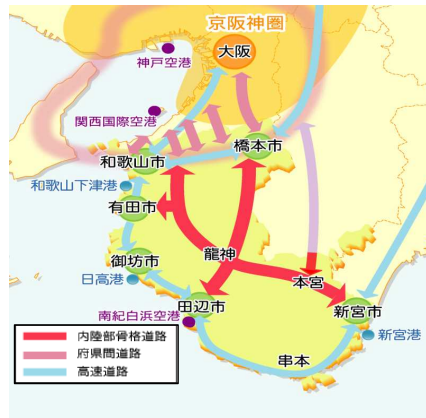 京阪神圏
大阪
神戸空港
関西国際空港
和歌山市
橋本市
和歌山下津港
有田市
龍神
御坊市
本宮
日高港
田辺市
新宮市
南紀白浜空港
新宮港
串本
内陸部骨格道路
府県間道路
高速道路